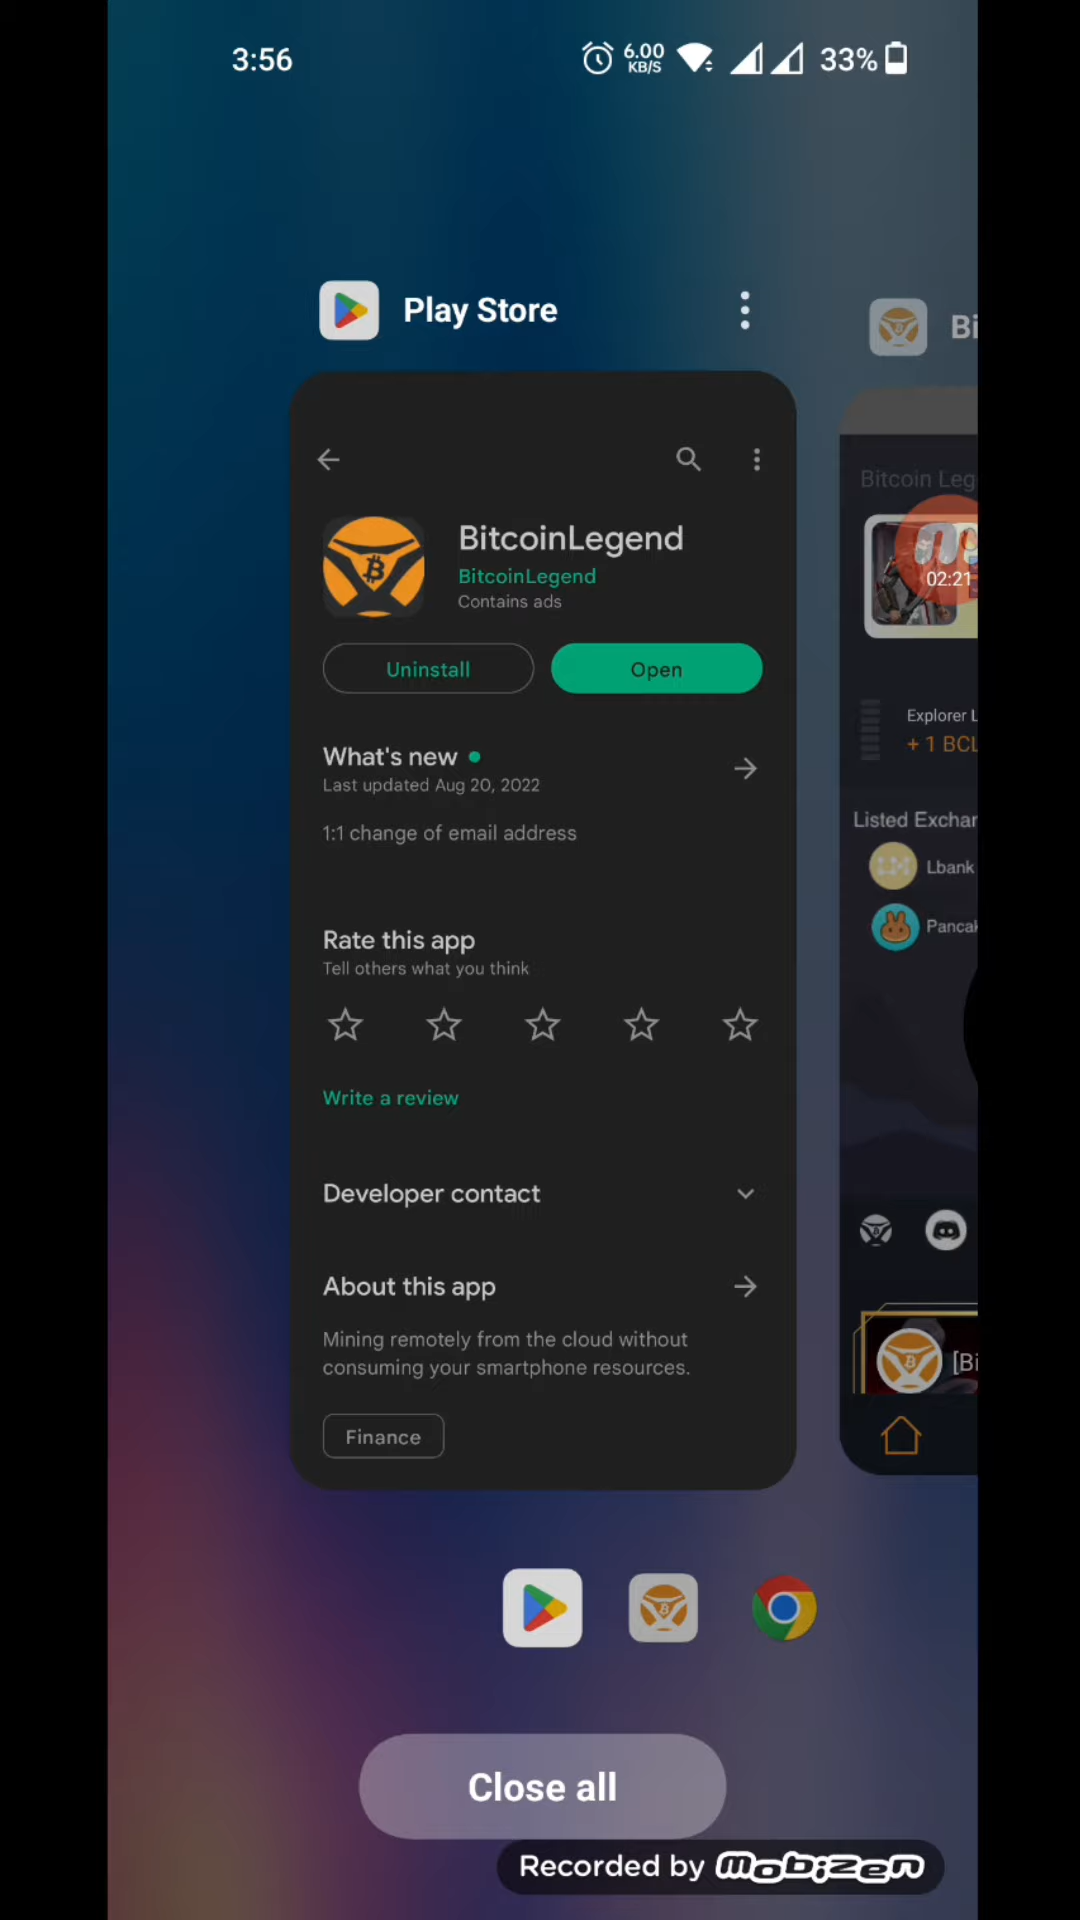 3:56
6.00
KB/S
33%
Play Store
Bi
BitcoinLegend
BitcoinLegend
Contains ads
Uninstall
Open
What's new
Last updated Aug 20, 2022
1:1 change of email address
Rate this app
Tell others what you think
Write a review
Developer contact
About this app
Mining remotely from the cloud without
consuming your smartphone resources.
Finance
Bitcoin Leg
02:21
Explorer L
+ 1 BCL
Listed Exchar
Lbank
Pancak
[Bi
Close all
Recorded by mobizen